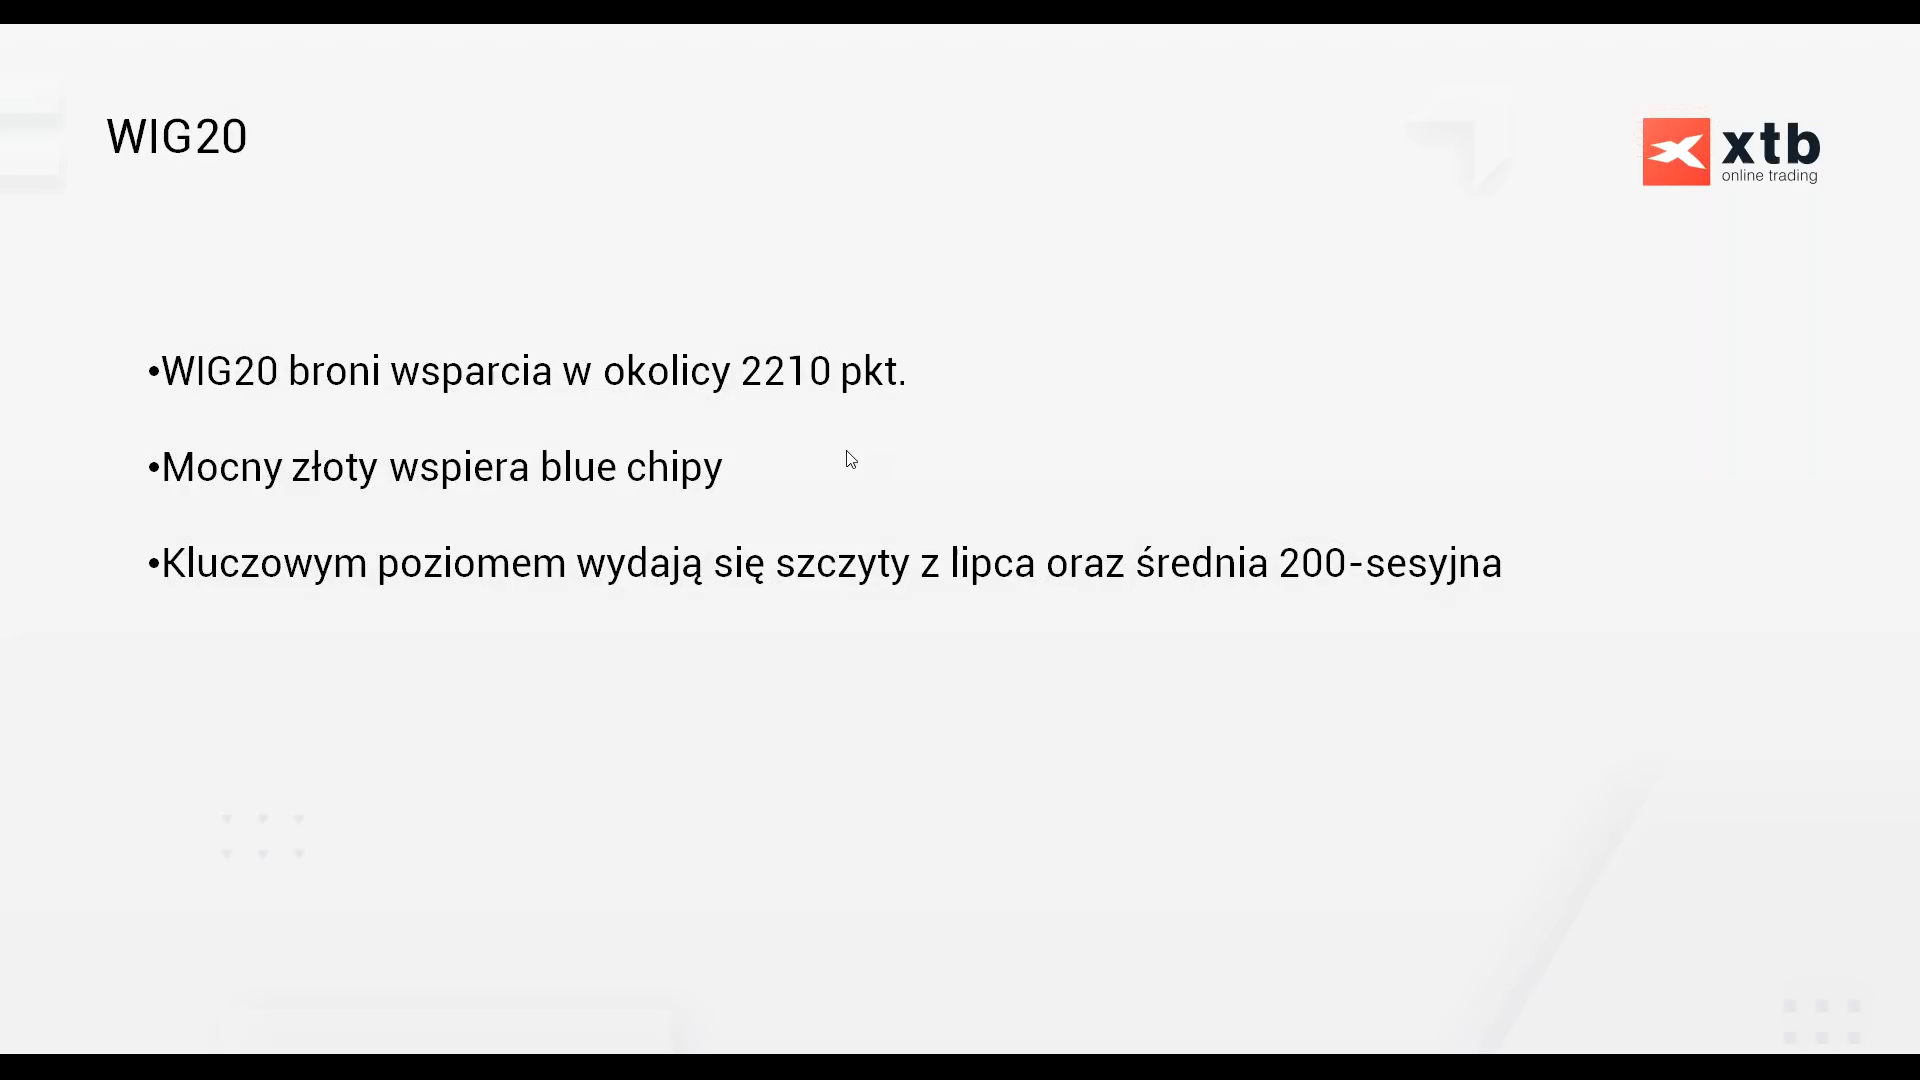 WIG20
xtb
online trading
•WIG20 broni wsparcia w okolicy 2210 pkt.
•Mocny złoty wspiera blue chipy
•Kluczowym poziomem wydają się szczyty z lipca oraz średnia 200-sesyjna